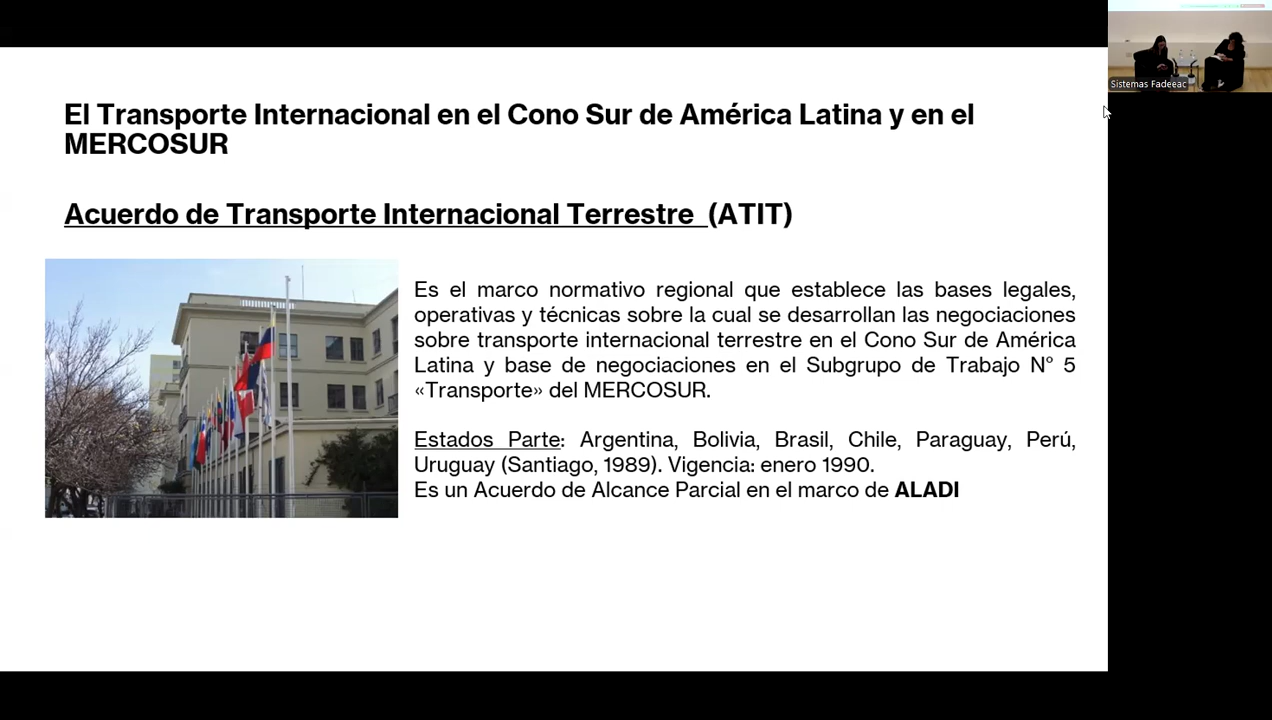 El Transporte Internacional en el Cono Sur de América Latina y en el
MERCOSUR
Acuerdo de Transporte Internacional Terrestre (ATIT)
Es el marco normativo regional que establece las bases legales,
operativas y técnicas sobre la cual se desarrollan las negociaciones
sobre transporte internacional terrestre en el Cono Sur de América
Latina y base de negociaciones en el Subgrupo de Trabajo N° 5
«Transporte» del MERCOSUR.
Estados Parte: Argentina, Bolivia, Brasil, Chile, Paraguay, Perú,
Uruguay (Santiago, 1989). Vigencia: enero 1990.
Es un Acuerdo de Alcance Parcial en el marco de ALADI
Sistemas Fadeeac